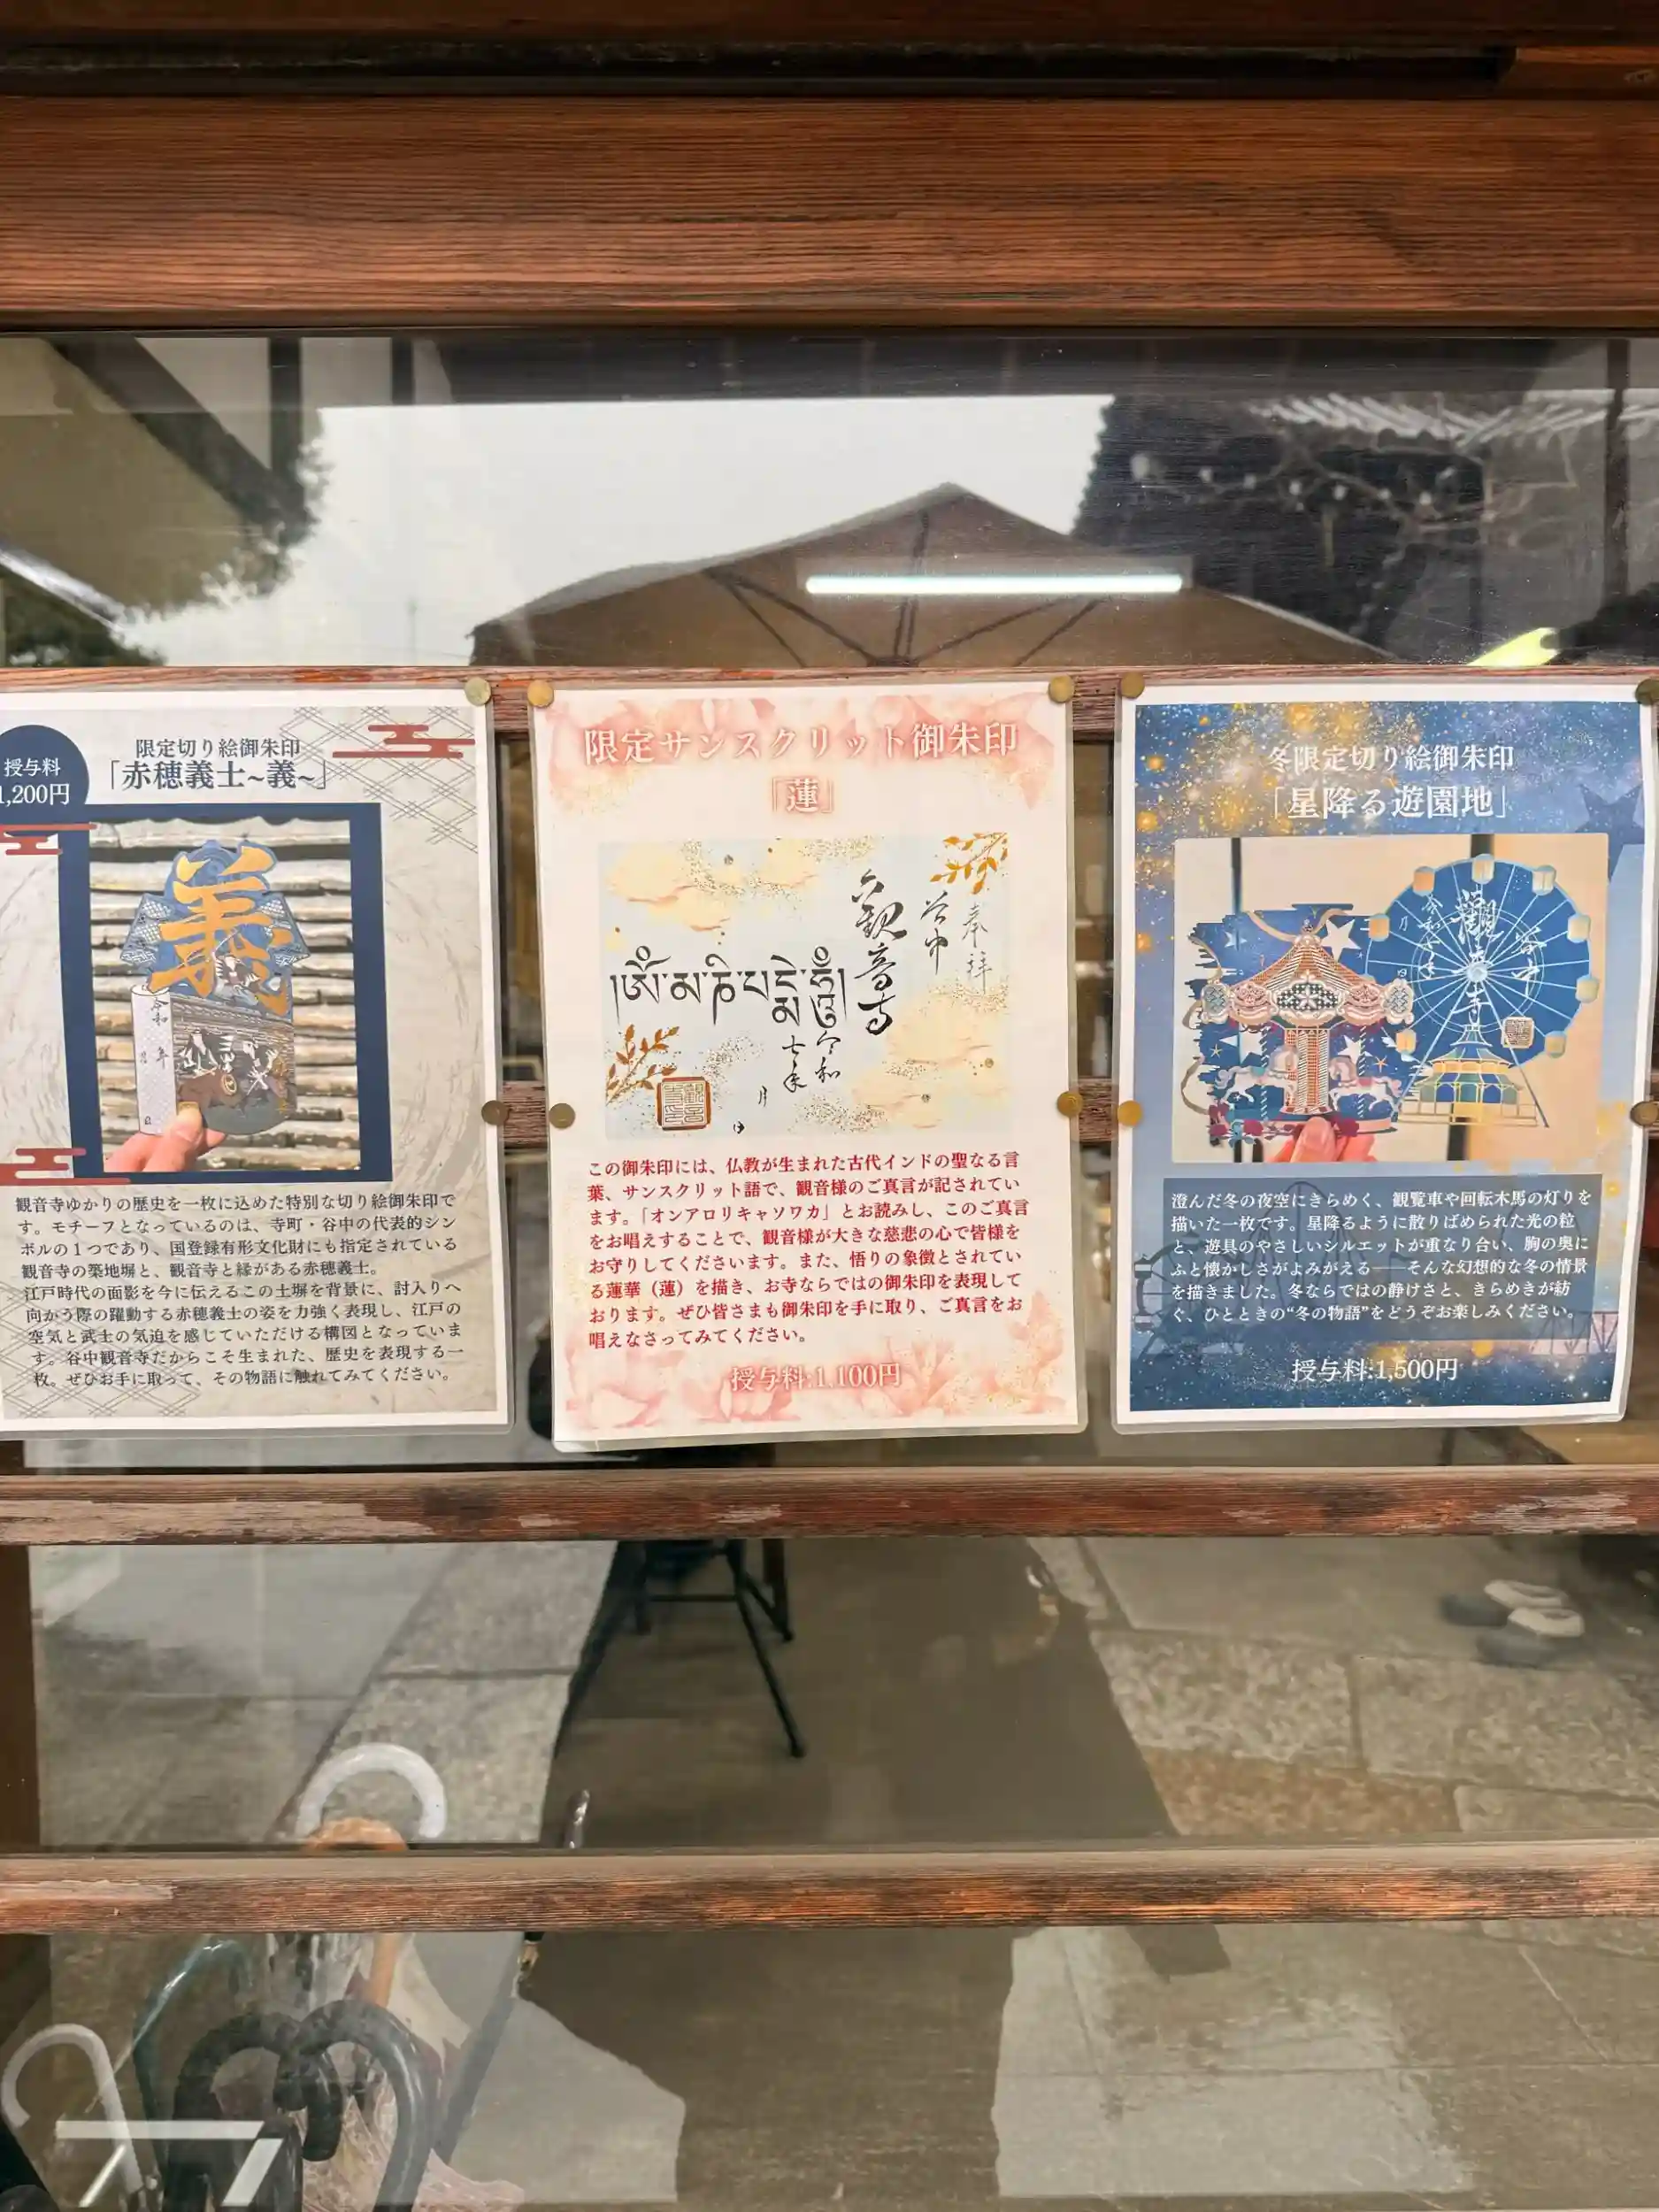 授与料
1,200円
限定切り絵御朱印
「赤穂義士~義~」
義
令和
年
月
日
観音寺ゆかりの歴史を一枚に込めた特別な切り絵御朱印で
す。モチーフとなっているのは、寺町・谷中の代表的シン
ボルの1つであり、国登録有形文化財にも指定されている
観音寺の築地塀と、観音寺と縁がある赤穂義士。
江戸時代の面影を今に伝えるこの土塀を背景に、討入りへ
向かう際の躍動する赤穂義士の姿を力強く表現し、江戸の
空気と武士の気迫を感じていただける構図となっていま
す。谷中観音寺だからこそ生まれた、歴史を表現する一
枚。ぜひお手に取って、その物語に触れてみてください。
限定サンスクリット御朱印
「蓮」
奉拝
谷中
観音寺
ༀ་མ་ཎི་པདྨེ་ཧཱུྃ།
令和
七年
月
日
この御朱印には、仏教が生まれた古代インドの聖なる言
葉、サンスクリット語で、観音様のご真言が記されてい
ます。「オンアロリキャソワカ」とお読みし、このご真言
をお唱えすることで、観音様が大きな慈悲の心で皆様を
お守りしてくださいます。また、悟りの象徴とされてい
る蓮華（蓮）を描き、お寺ならではの御朱印を表現して
おります。ぜひ皆さまも御朱印を手に取り、ご真言をお
唱えなさってみてください。
授与料:1,100円
冬限定切り絵御朱印
「星降る遊園地」
澄んだ冬の夜空にきらめく、観覧車や回転木馬の灯りを
描いた一枚です。星降るように散りばめられた光の粒
と、遊具のやさしいシルエットが重なり合い、胸の奥に
ふと懐かしさがよみがえる――そんな幻想的な冬の情景
を描きました。冬ならではの静けさと、きらめきが紡
ぐ、ひとときの“冬の物語”をどうぞお楽しみください。
授与料:1,500円